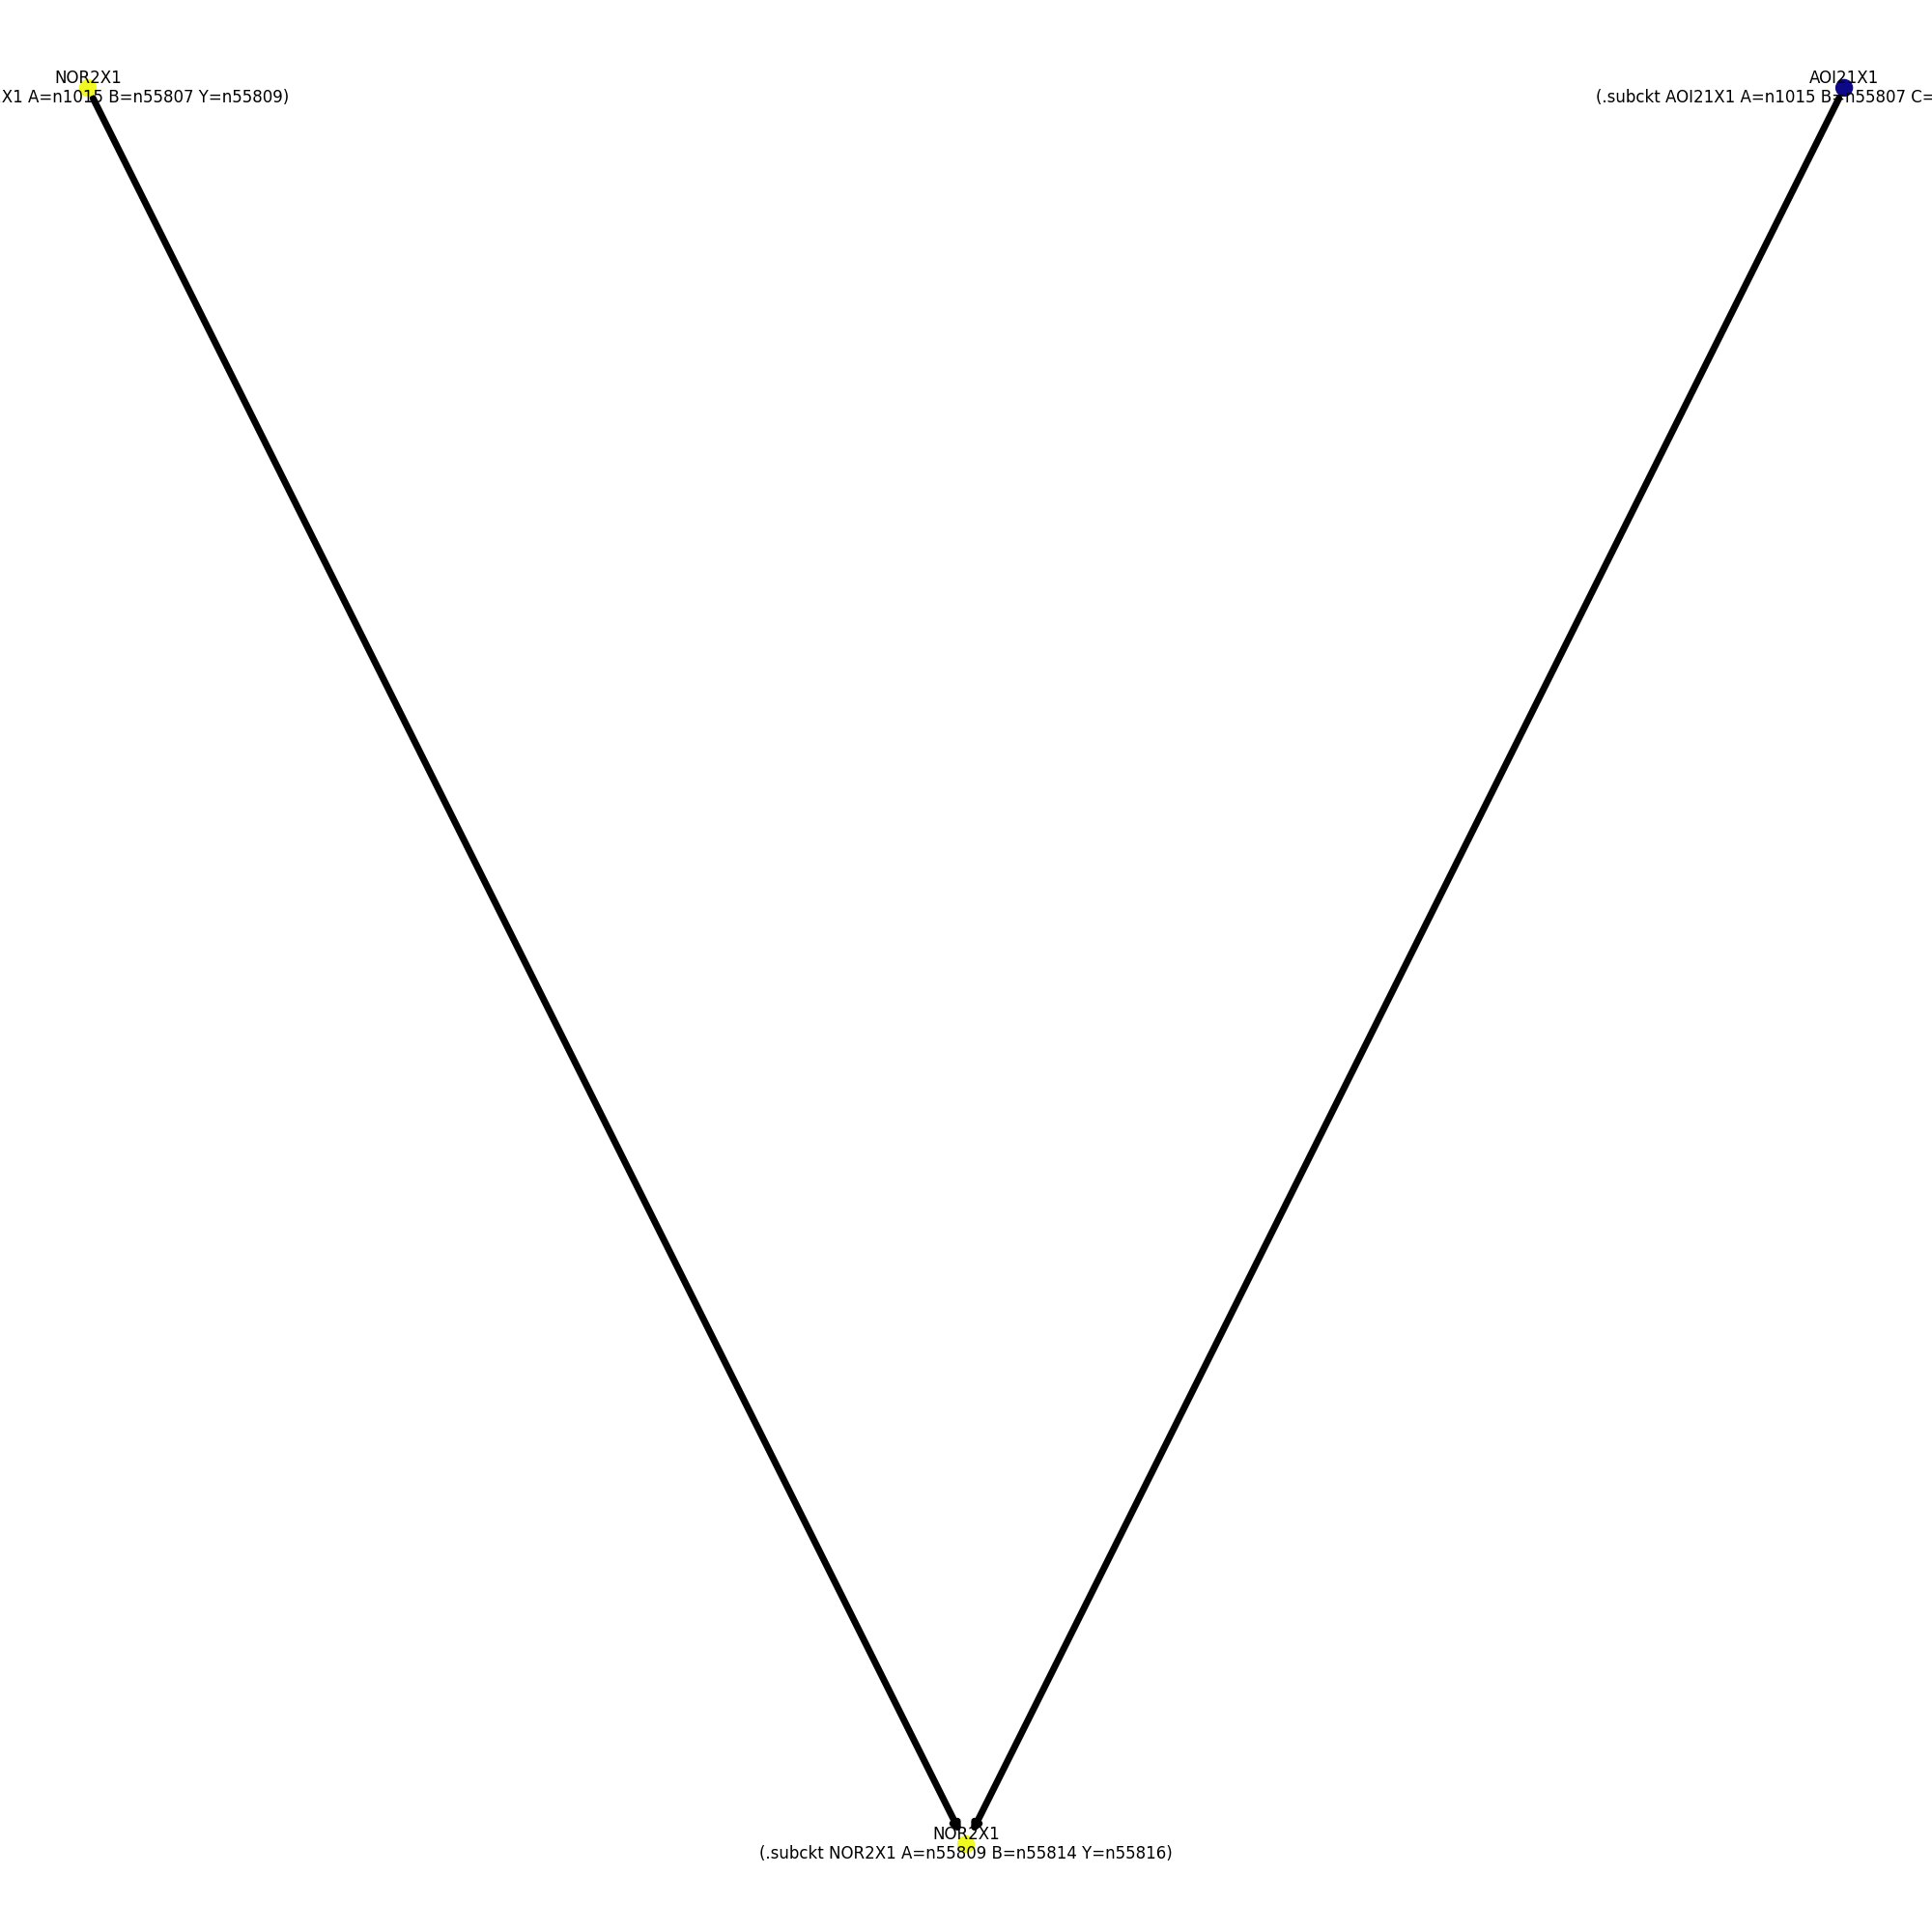 NOR2X1
X1 A=n1015 B=n55807 Y=n55809)
AOI21X1
(.subckt AOI21X1 A=n1015 B=n55807 C=
NOR2X1
(.subckt NOR2X1 A=n55809 B=n55814 Y=n55816)